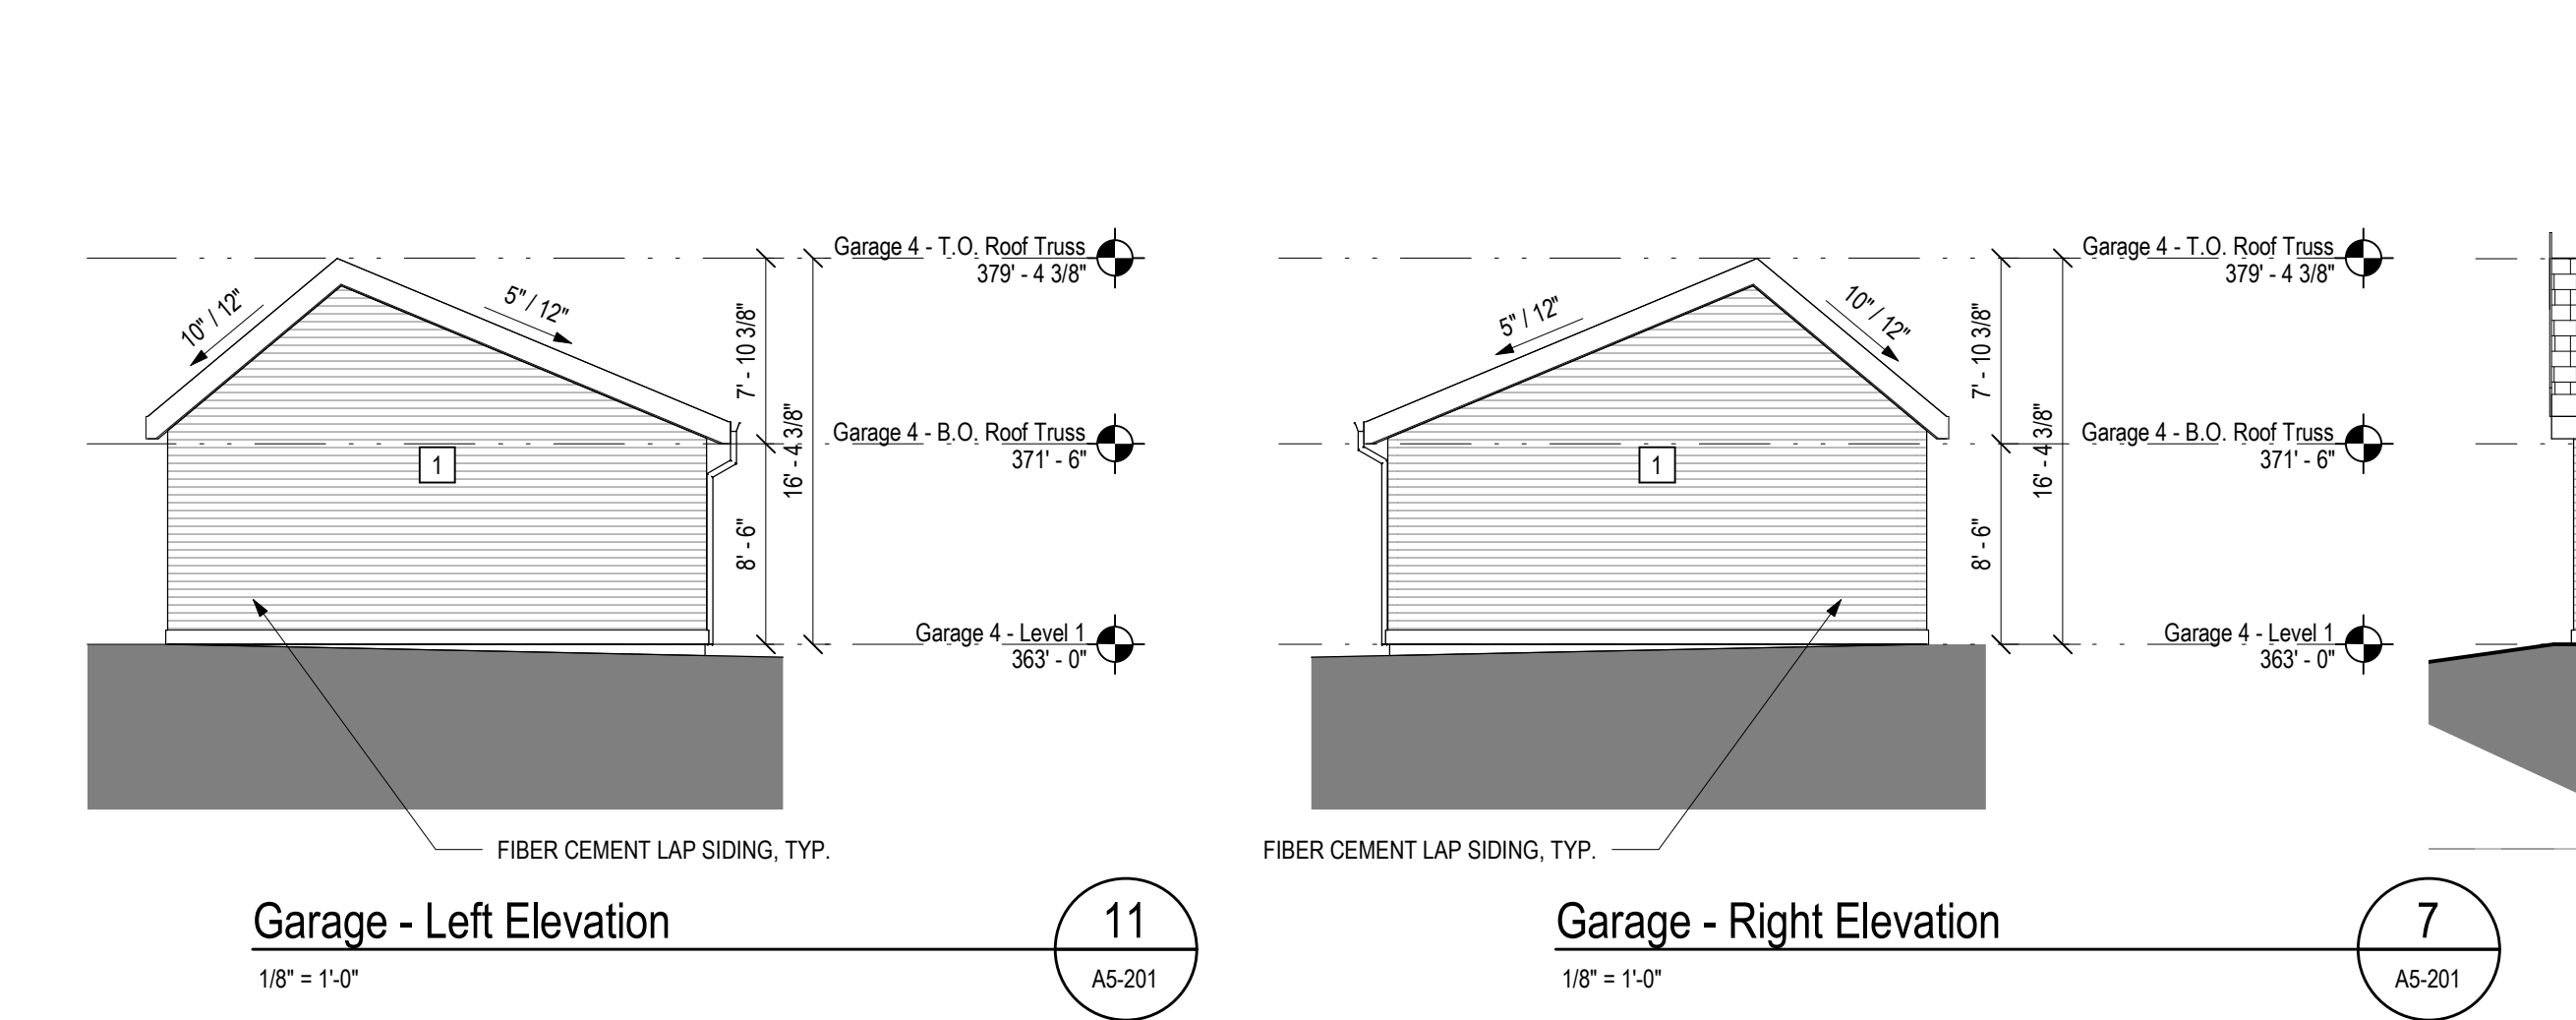 Garage 4 - T.O. Roof Truss
379' - 4 3/8"
10" / 12"
5" / 12"
7' - 10 3/8"
16' - 4 3/8"
Garage 4 - B.O. Roof Truss
371' - 6"
1
8' - 6"
Garage 4 - Level 1
363' - 0"
FIBER CEMENT LAP SIDING, TYP.
Garage - Left Elevation
1/8" = 1'-0"
11
A5-201
Garage 4 - T.O. Roof Truss
379' - 4 3/8"
5" / 12"
10" / 12"
7' - 10 3/8"
16' - 4 3/8"
Garage 4 - B.O. Roof Truss
371' - 6"
1
8' - 6"
Garage 4 - Level 1
363' - 0"
FIBER CEMENT LAP SIDING, TYP.
Garage - Right Elevation
1/8" = 1'-0"
7
A5-201